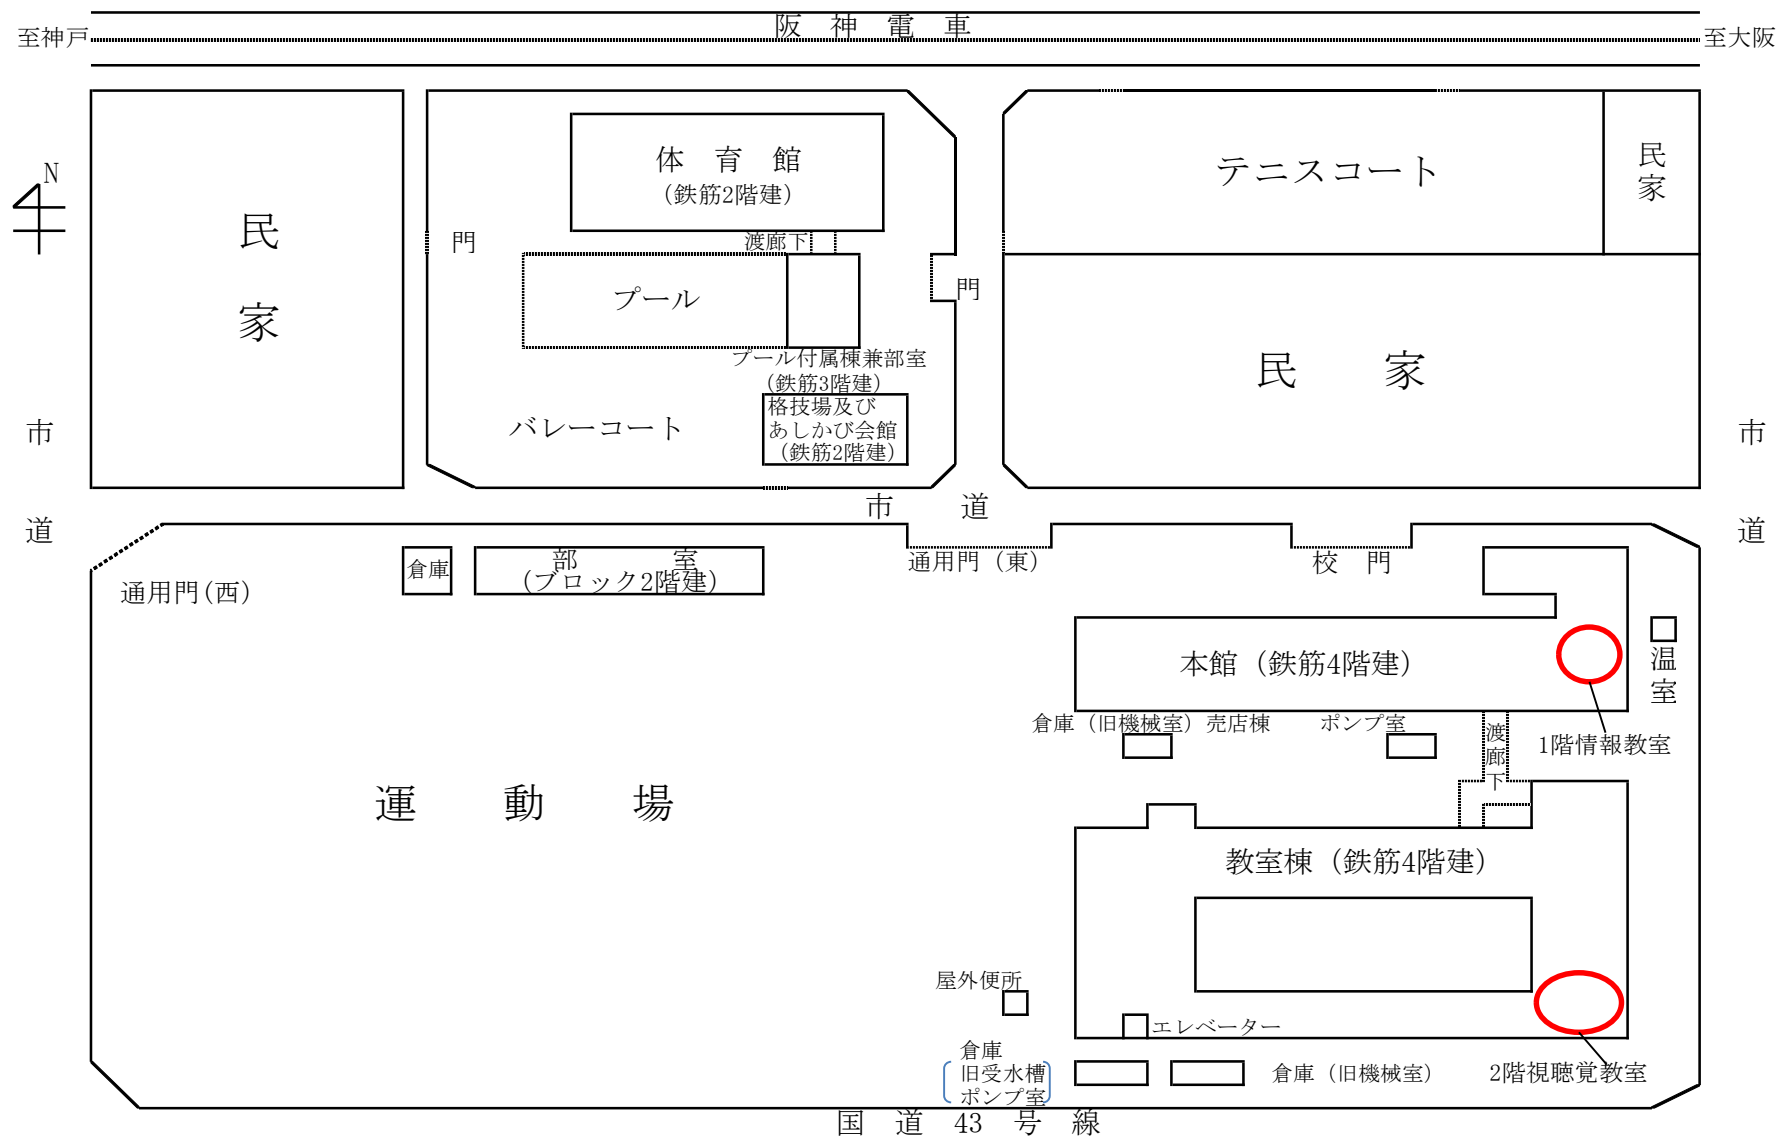 阪　神　電　車
至神戸
至大阪
N
体　育　館
（鉄筋2階建）
テニスコート
民
家
民
家
門
渡廊下
門
プール
プール付属棟兼部室
（鉄筋3階建）
民　家
バレーコート
格技場及び
あしかび会館
（鉄筋2階建）
市
道
市
道
市　道
倉庫
部　室
（ブロック2階建）
通用門（東）
校　門
通用門(西)
本館（鉄筋4階建）
温
室
倉庫（旧機械室）売店棟
ポンプ室
渡
廊
下
1階情報教室
運　動　場
教室棟（鉄筋4階建）
屋外便所
エレベーター
倉庫
旧受水槽
ポンプ室
倉庫（旧機械室）
2階視聴覚教室
国　道　43　号　線